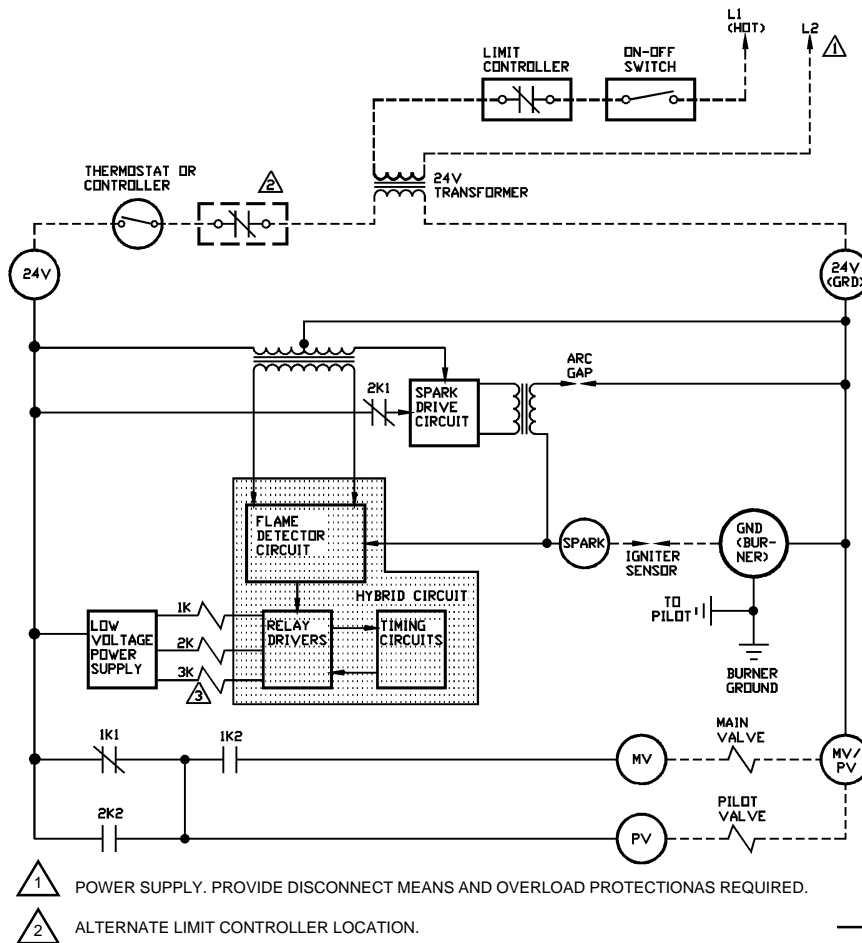 L1
(HOT)
L2
1
LIMIT
CONTROLLER
ON-OFF
SWITCH
THERMOSTAT OR
CONTROLLER
2
24V
TRANSFORMER
24V
24V
(GRD)
ARC
GAP
2K1
SPARK
DRIVE
CIRCUIT
FLAME
DETECTOR
CIRCUIT
SPARK
IGNITER
SENSOR
GND
(BUR-
NER)
HYBRID CIRCUIT
TO
PILOT
LOW
VOLTAGE
POWER
SUPPLY
1K
2K
3K
3
RELAY
DRIVERS
TIMING
CIRCUITS
BURNER
GROUND
1K1
1K2
MV
MAIN
VALVE
MV/
PV
2K2
PV
PILOT
VALVE
1 POWER SUPPLY. PROVIDE DISCONNECT MEANS AND OVERLOAD PROTECTIONAS REQUIRED.
2 ALTERNATE LIMIT CONTROLLER LOCATION.